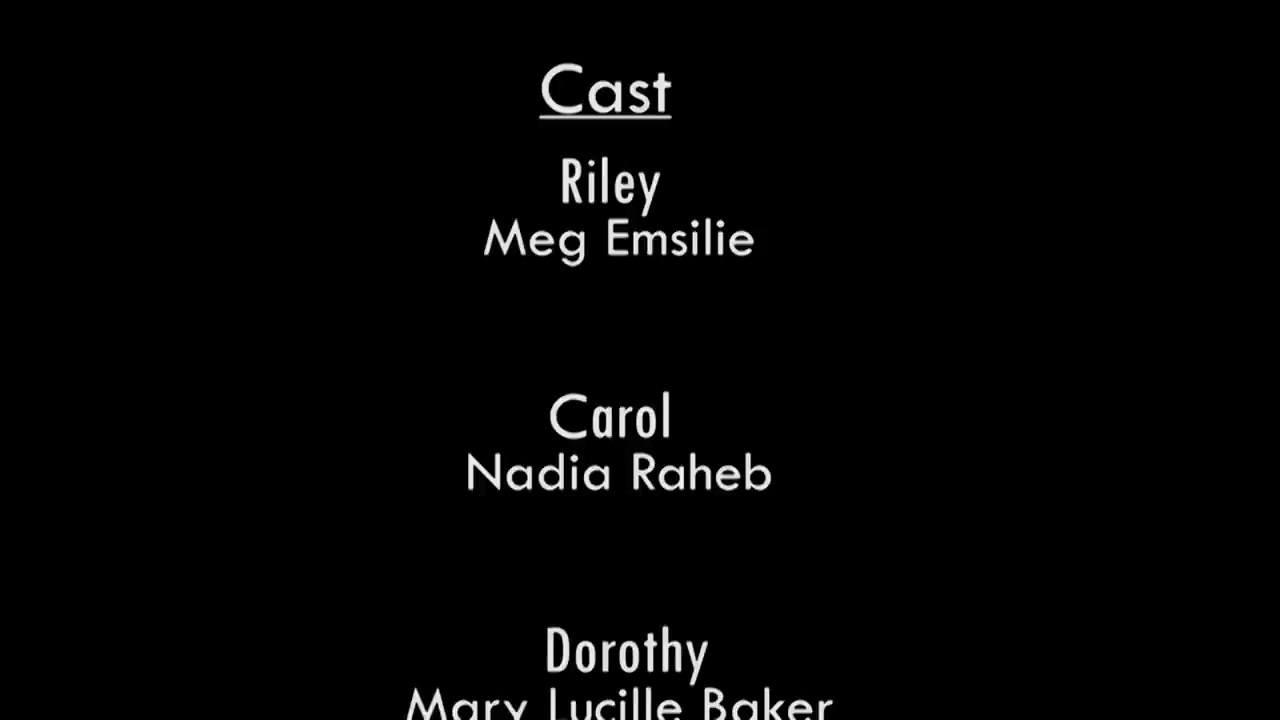 Cast
Riley
Meg Emsilie
Carol
Nadia Raheb
Dorothy
Mary Lucille Baker